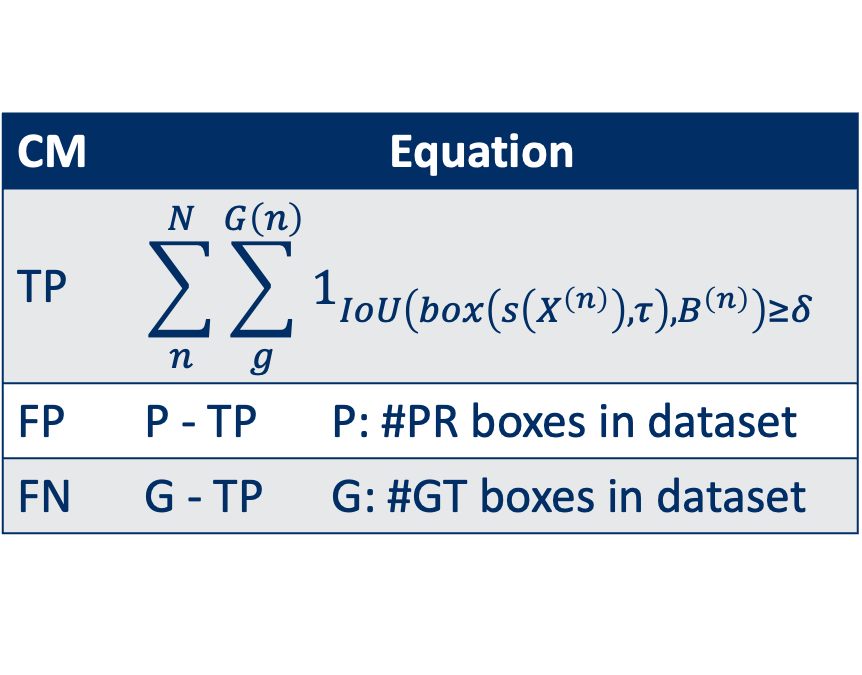 CM Equation
TP ∑_{n}^{N} ∑_{g}^{G(n)} 1_{IoU(box(s(X^{(n)}),τ),B^{(n)})≥δ}
FP P - TP P: #PR boxes in dataset
FN G - TP G: #GT boxes in dataset